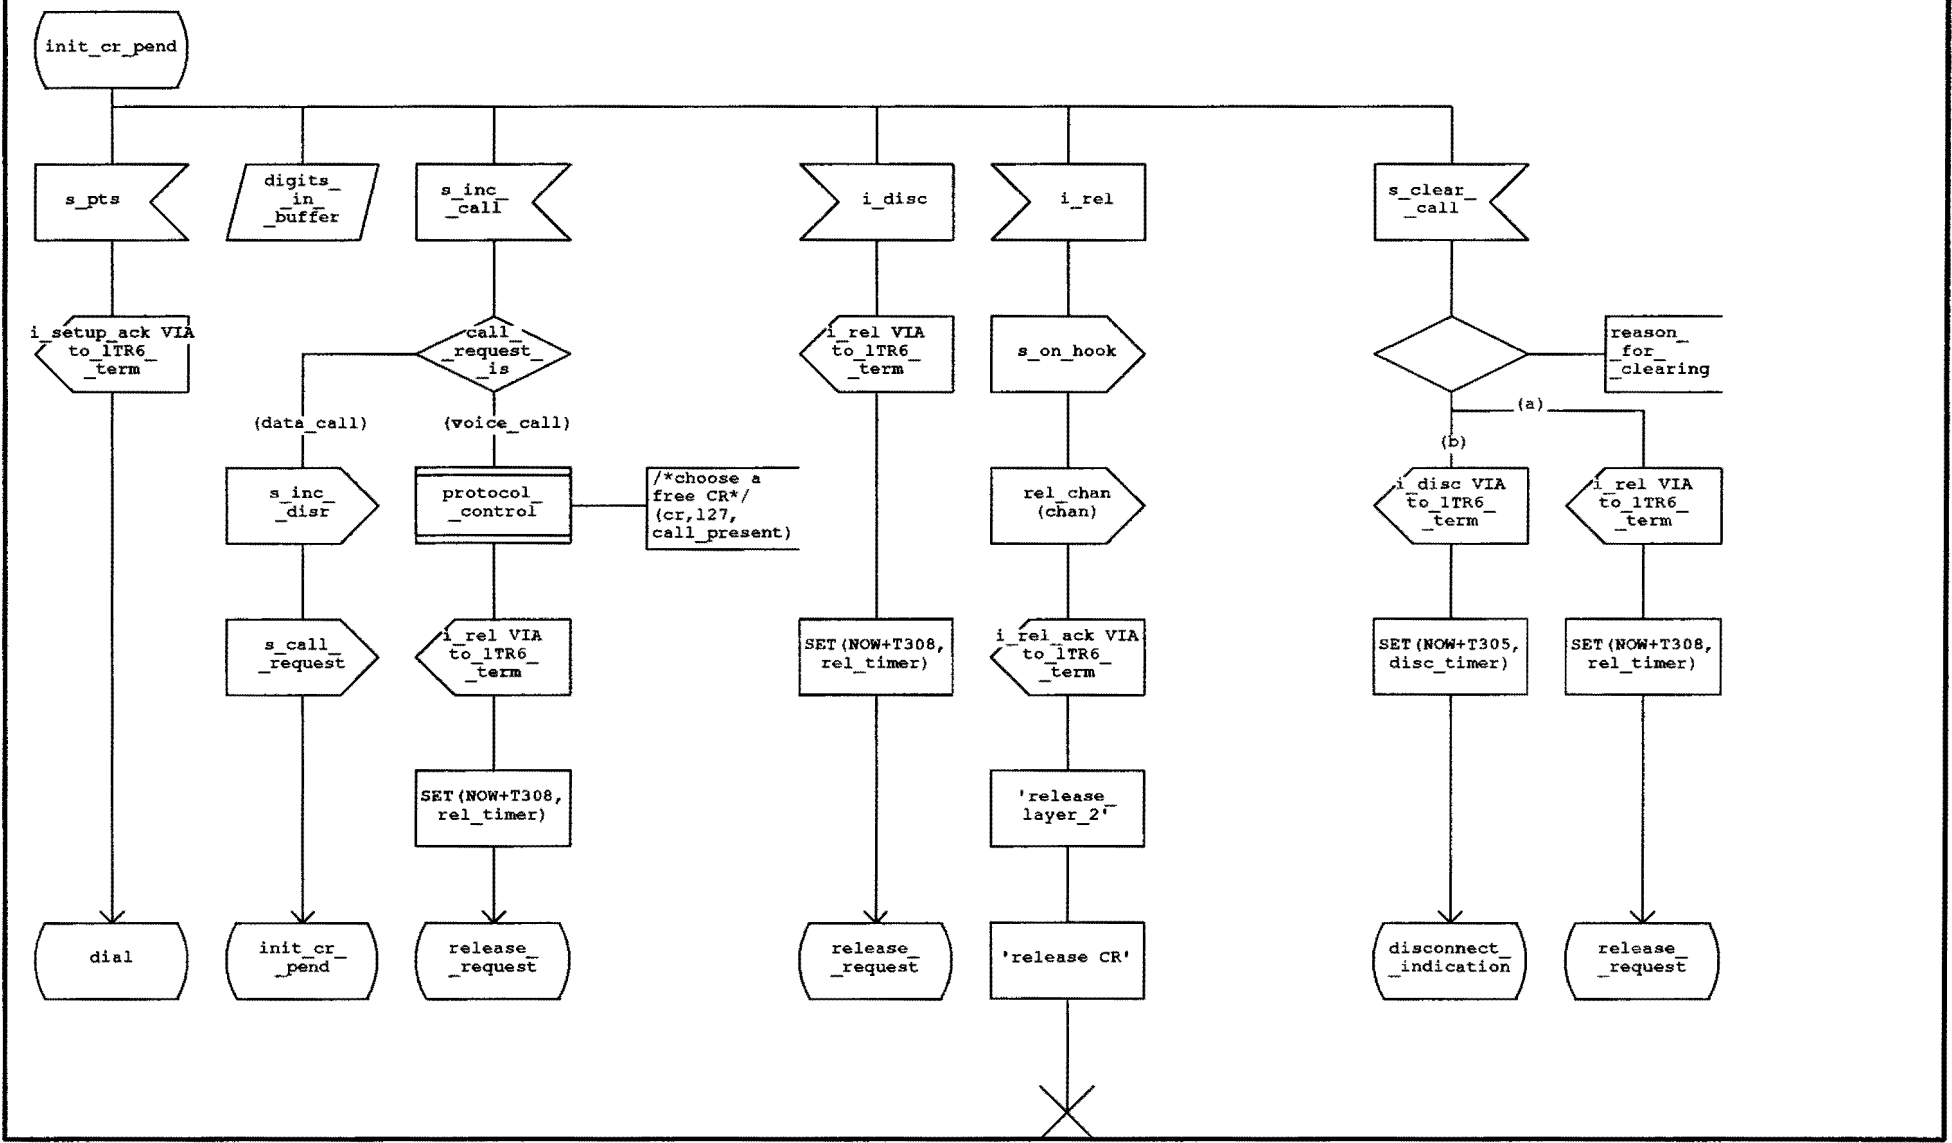 init_cr_pend
s_pts
digits_
_in_
_buffer
s_inc_
_call
i_disc
i_rel
s_clear_
_call
i_setup_ack VIA
to_1TR6_
_term
call_
_request_
_is
i_rel VIA
to_1TR6_
_term
s_on_hook
reason_
_for_
_clearing
(a)
(data_call)
(voice_call)
(b)
s_inc_
_disr
protocol_
_control
/*choose a
free CR*/
(cr,127,
call_present)
rel_chan
(chan)
i_disc VIA
to_1TR6_
_term
i_rel VIA
to_1TR6_
_term
s_call_
_request
i_rel VIA
to_1TR6_
_term
SET(NOW+T308,
rel_timer)
i_rel_ack VIA
to_1TR6_
_term
SET(NOW+T305,
disc_timer)
SET(NOW+T308,
rel_timer)
SET(NOW+T308,
rel_timer)
'release_
layer_2'
dial
init_cr_
_pend
release_
_request
release_
_request
'release CR'
disconnect_
_indication
release_
_request